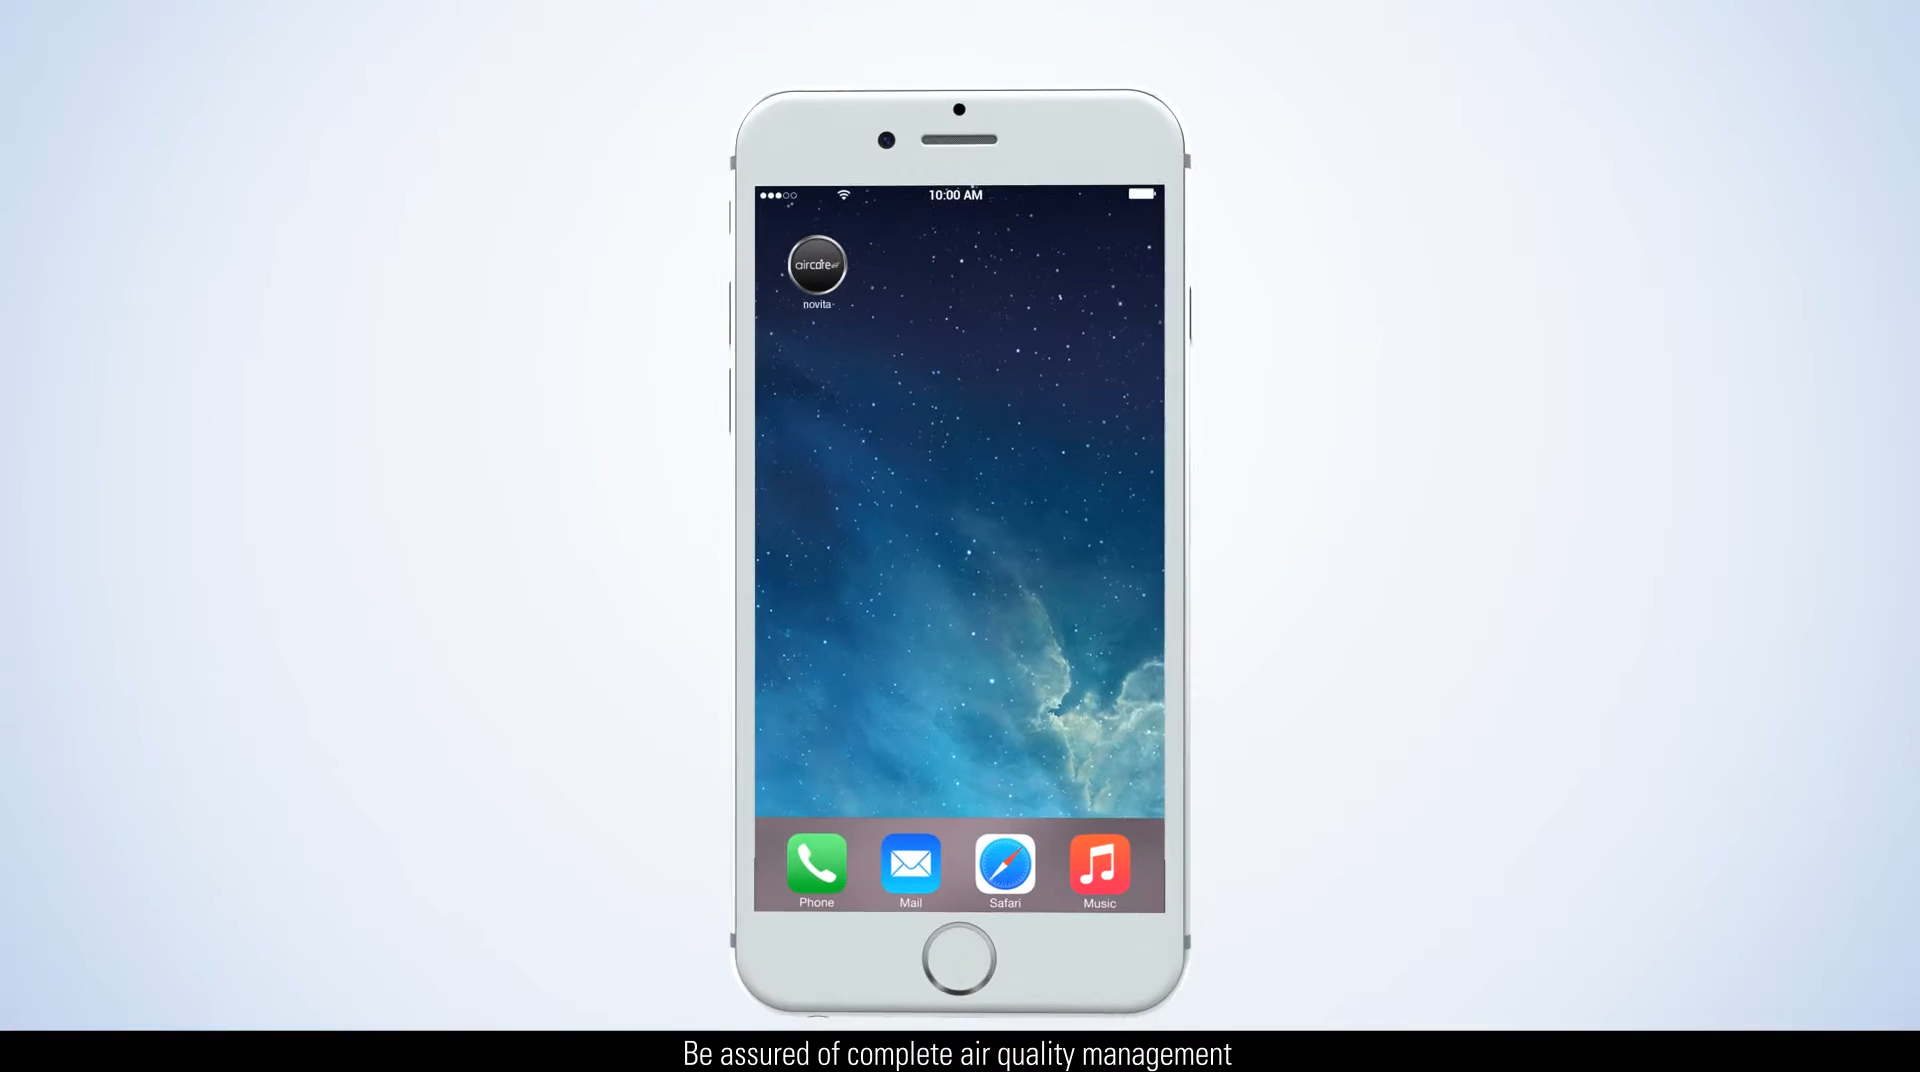 10:00 AM
aircare
novita
Phone
Mail
Safari
Music
Be assured of complete air quality management